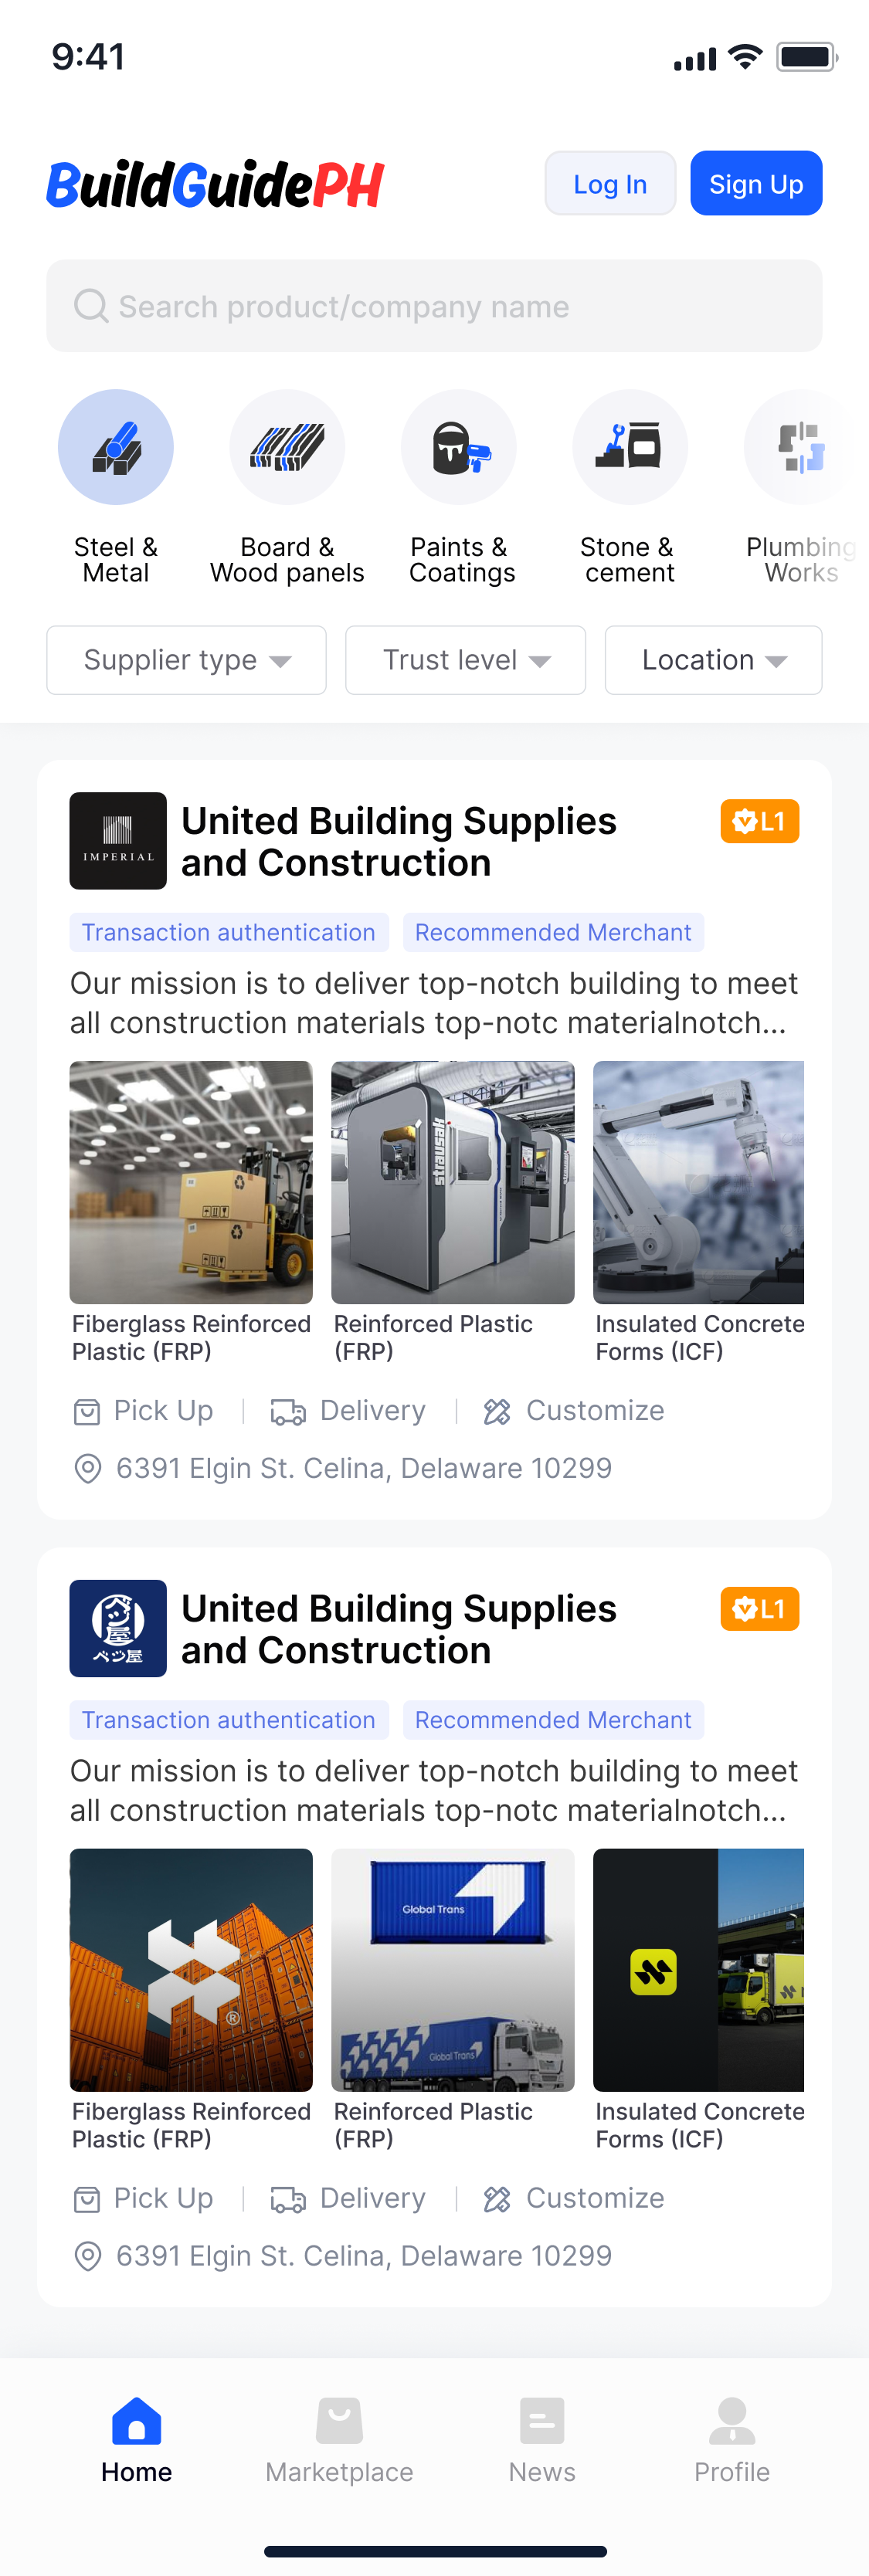 9:41
BuildGuidePH
Log In
Sign Up
Search product/company name
Steel &
Metal
Board &
Wood panels
Paints &
Coatings
Stone &
cement
Plumbing
Works
Supplier type
Trust level
Location
IMPERIAL
United Building Supplies
and Construction
L1
Transaction authentication
Recommended Merchant
Our mission is to deliver top-notch building to meet
all construction materials top-notc materialnotch...
strausak
Fiberglass Reinforced
Plastic (FRP)
Reinforced Plastic
(FRP)
Insulated Concrete
Forms (ICF)
Pick Up
Delivery
Customize
6391 Elgin St. Celina, Delaware 10299
ベツ屋
ベツ屋
United Building Supplies
and Construction
L1
Transaction authentication
Recommended Merchant
Our mission is to deliver top-notch building to meet
all construction materials top-notc materialnotch...
®
Global Trans
Global Trans
Fiberglass Reinforced
Plastic (FRP)
Reinforced Plastic
(FRP)
Insulated Concrete
Forms (ICF)
Pick Up
Delivery
Customize
6391 Elgin St. Celina, Delaware 10299
Home
Marketplace
News
Profile